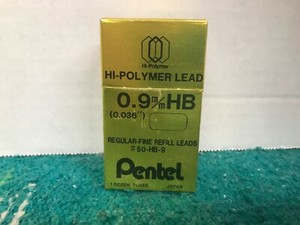 Hi-Polymer
HI-POLYMER LEAD
0.9m/m HB
(0.036")
REGULAR-FINE REFILL LEADS
# 50-HB-9
Pentel
1 DOZEN TUBES JAPAN